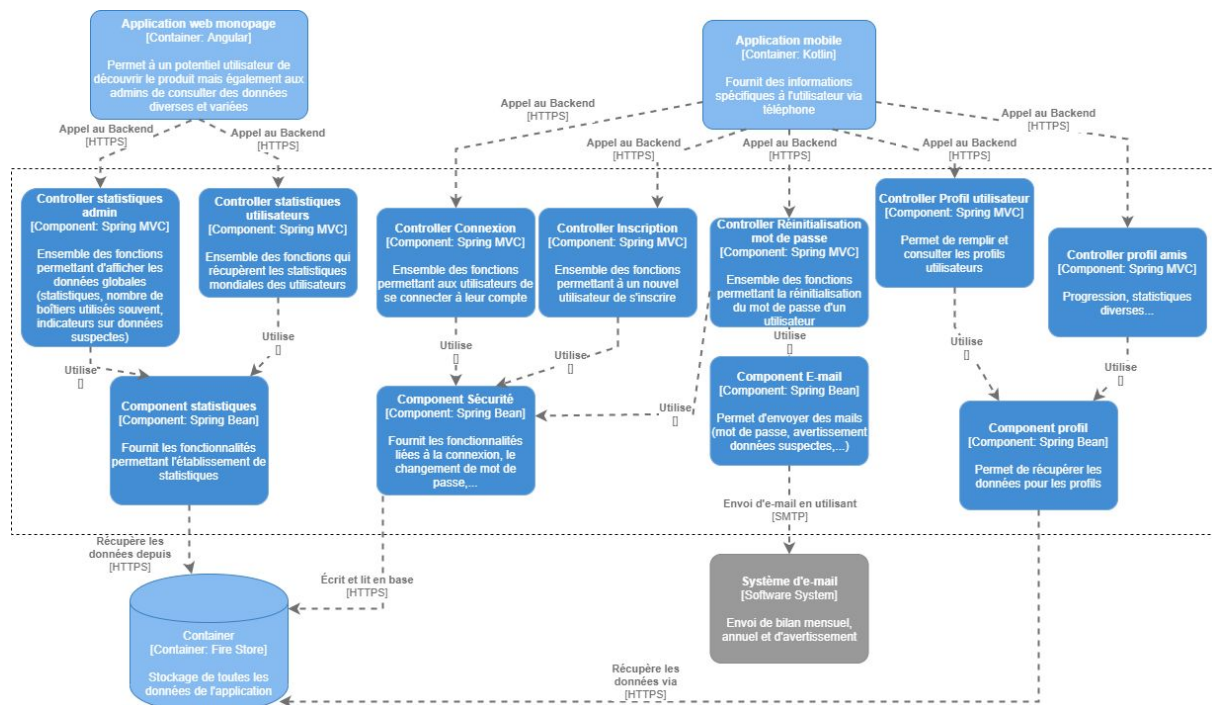 Application web monopage
[Container: Angular]
Permet à un potentiel utilisateur de
découvrir le produit mais également aux
admins de consulter des données
diverses et variées
Application mobile
[Container: Kotlin]
Fournit des informations
spécifiques à l'utilisateur via
téléphone
Appel au Backend
[HTTPS]
Appel au Backend
[HTTPS]
Appel au Backend
[HTTPS]
Appel au Backend
[HTTPS]
Appel au Backend
[HTTPS]
Appel au Backend
[HTTPS]
Appel au Backend
[HTTPS]
Controller statistiques
admin
[Component: Spring MVC]
Ensemble des fonctions
permettant d'afficher les
données globales
(statistiques, nombre de
boîtiers utilisés souvent,
indicateurs sur données
suspectes)
Controller statistiques
utilisateurs
[Component: Spring MVC]
Ensemble des fonctions qui
récupèrent les statistiques
mondiales des utilisateurs
Controller Connexion
[Component: Spring MVC]
Ensemble des fonctions
permettant aux utilisateurs de
se connecter à leur compte
Controller Inscription
[Component: Spring MVC]
Ensemble des fonctions
permettant à un nouvel
utilisateur de s'inscrire
Controller Réinitialisation
mot de passe
[Component: Spring MVC]
Ensemble des fonctions
permettant la réinitialisation
du mot de passe d'un
utilisateur
Controller Profil utilisateur
[Component: Spring MVC]
Permet de remplir et
consulter les profils
utilisateurs
Controller profil amis
[Component: Spring MVC]
Progression, statistiques
diverses...
Utilise
[]
Utilise
[]
Utilise
[]
Utilise
[]
Utilise
[]
Utilise
[]
Utilise
[]
Utilise
[]
Component statistiques
[Component: Spring Bean]
Fournit les fonctionnalités
permettant l'établissement de
statistiques
Component Sécurité
[Component: Spring Bean]
Fournit les fonctionnalités
liées à la connexion, le
changement de mot de
passe,...
Component E-mail
[Component: Spring Bean]
Permet d'envoyer des mails
(mot de passe, avertissement
données suspectes,...)
Component profil
[Component: Spring Bean]
Permet de récupérer les
données pour les profils
Récupère les
données depuis
[HTTPS]
Écrit et lit en base
[HTTPS]
Envoi d'e-mail en utilisant
[SMTP]
Système d'e-mail
[Software System]
Envoi de bilan mensuel,
annuel et d'avertissement
Container
[Container: Fire Store]
Stockage de toutes les
données de l'application
Récupère les
données via
[HTTPS]